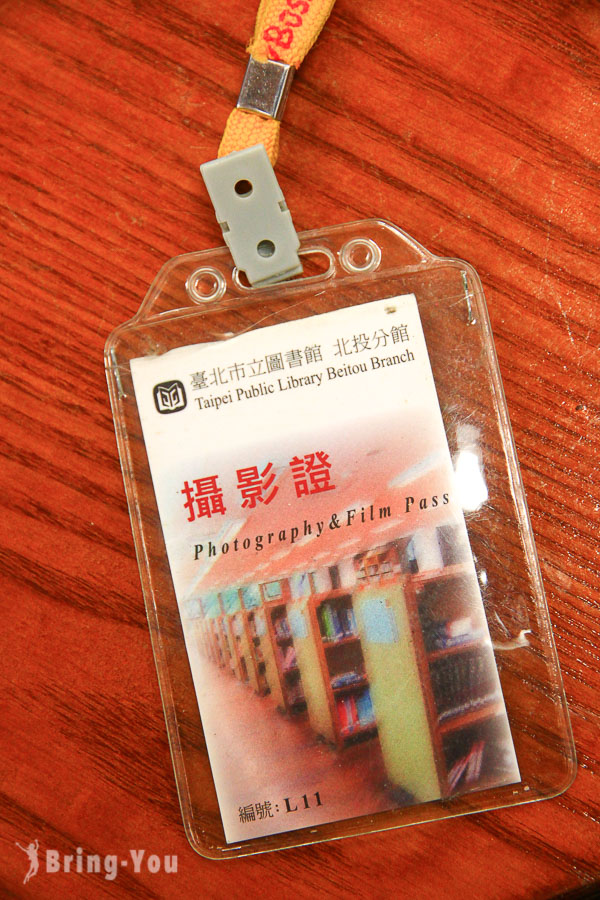 臺北市立圖書館 北投分館
Taipei Public Library Beitou Branch
攝影證
Photography&Film Pass
編號:L11
Bring-You